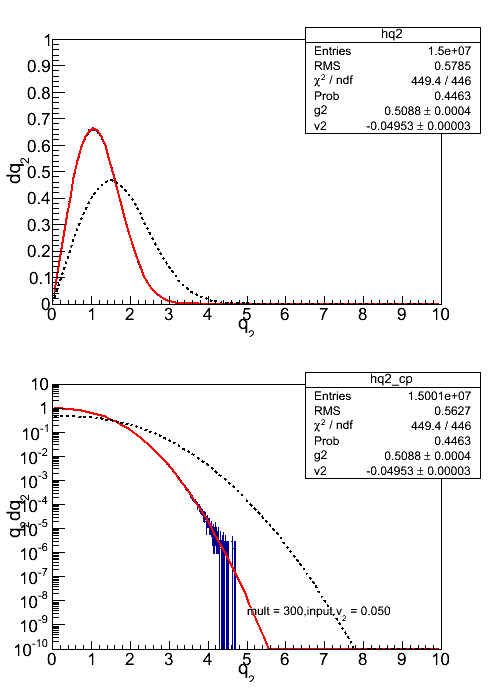 hq2
Entries 1.5e+07
RMS 0.5785
χ² / ndf 449.4 / 446
Prob 0.4463
g2 0.5088 ± 0.0004
v2 -0.04953 ± 0.00003
1
0.9
0.8
0.7
0.6
0.5
0.4
0.3
0.2
0.1
0
dq₂
0 1 2 3 4 5 6 7 8 9 10
q₂
hq2_cp
Entries 1.5001e+07
RMS 0.5627
χ² / ndf 449.4 / 446
Prob 0.4463
g2 0.5088 ± 0.0004
v2 -0.04953 ± 0.00003
10
1
10⁻¹
10⁻²
10⁻³
10⁻⁴
10⁻⁵
10⁻⁶
10⁻⁷
10⁻⁸
10⁻⁹
10⁻¹⁰
q₂dq₂
mult = 300,input,v₂ = 0.050
0 1 2 3 4 5 6 7 8 9 10
q₂